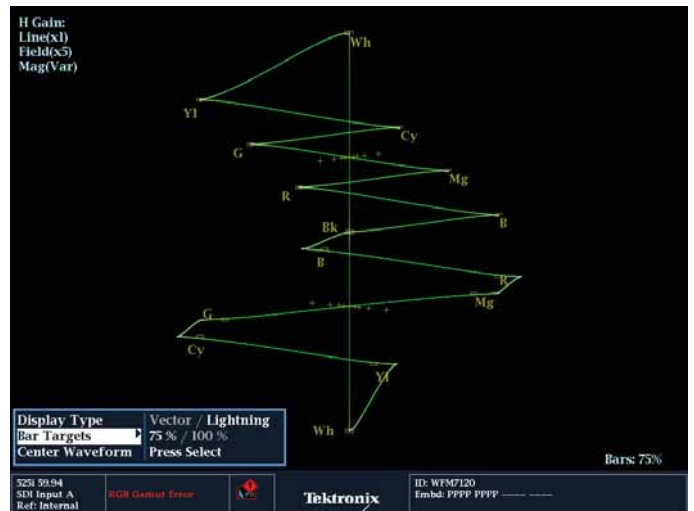 H Gain:
Line(x1)
Field(x5)
Mag(Var)
Wh
Yl
Cy
G
Mg
R
B
Bk
B
R
Mg
G
Cy
Yl
Wh
Display Type Vector / Lightning
Bar Targets 75 % / 100 %
Center Waveform Press Select
Bars: 75%
525i 59.94
SDI Input A
Ref: Internal
RGB Gamut Error
Tektronix
ID: WFM7120
Embd: PPPP PPPP ---- ----